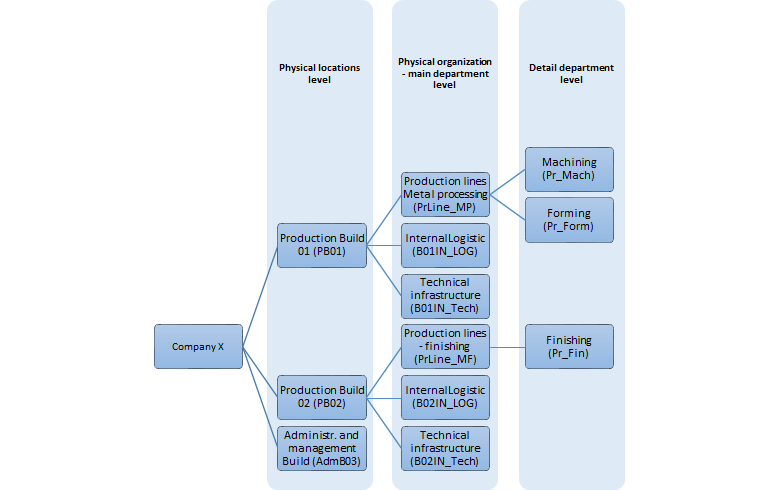 Physical locations
level
Physical organization
- main department
level
Detail department
level
Machining
(Pr_Mach)
Production lines
Metal processing
(PrLine_MP)
Forming
(Pr_Form)
Production Build
01 (PB01)
InternalLogistic
(B01IN_LOG)
Technical
infrastructure
(B01IN_Tech)
Company X
Production lines
- finishing
(PrLine_MF)
Finishing
(Pr_Fin)
Production Build
02 (PB02)
InternalLogistic
(B02IN_LOG)
Administr. and
management
Build (AdmB03)
Technical
infrastructure
(B02IN_Tech)